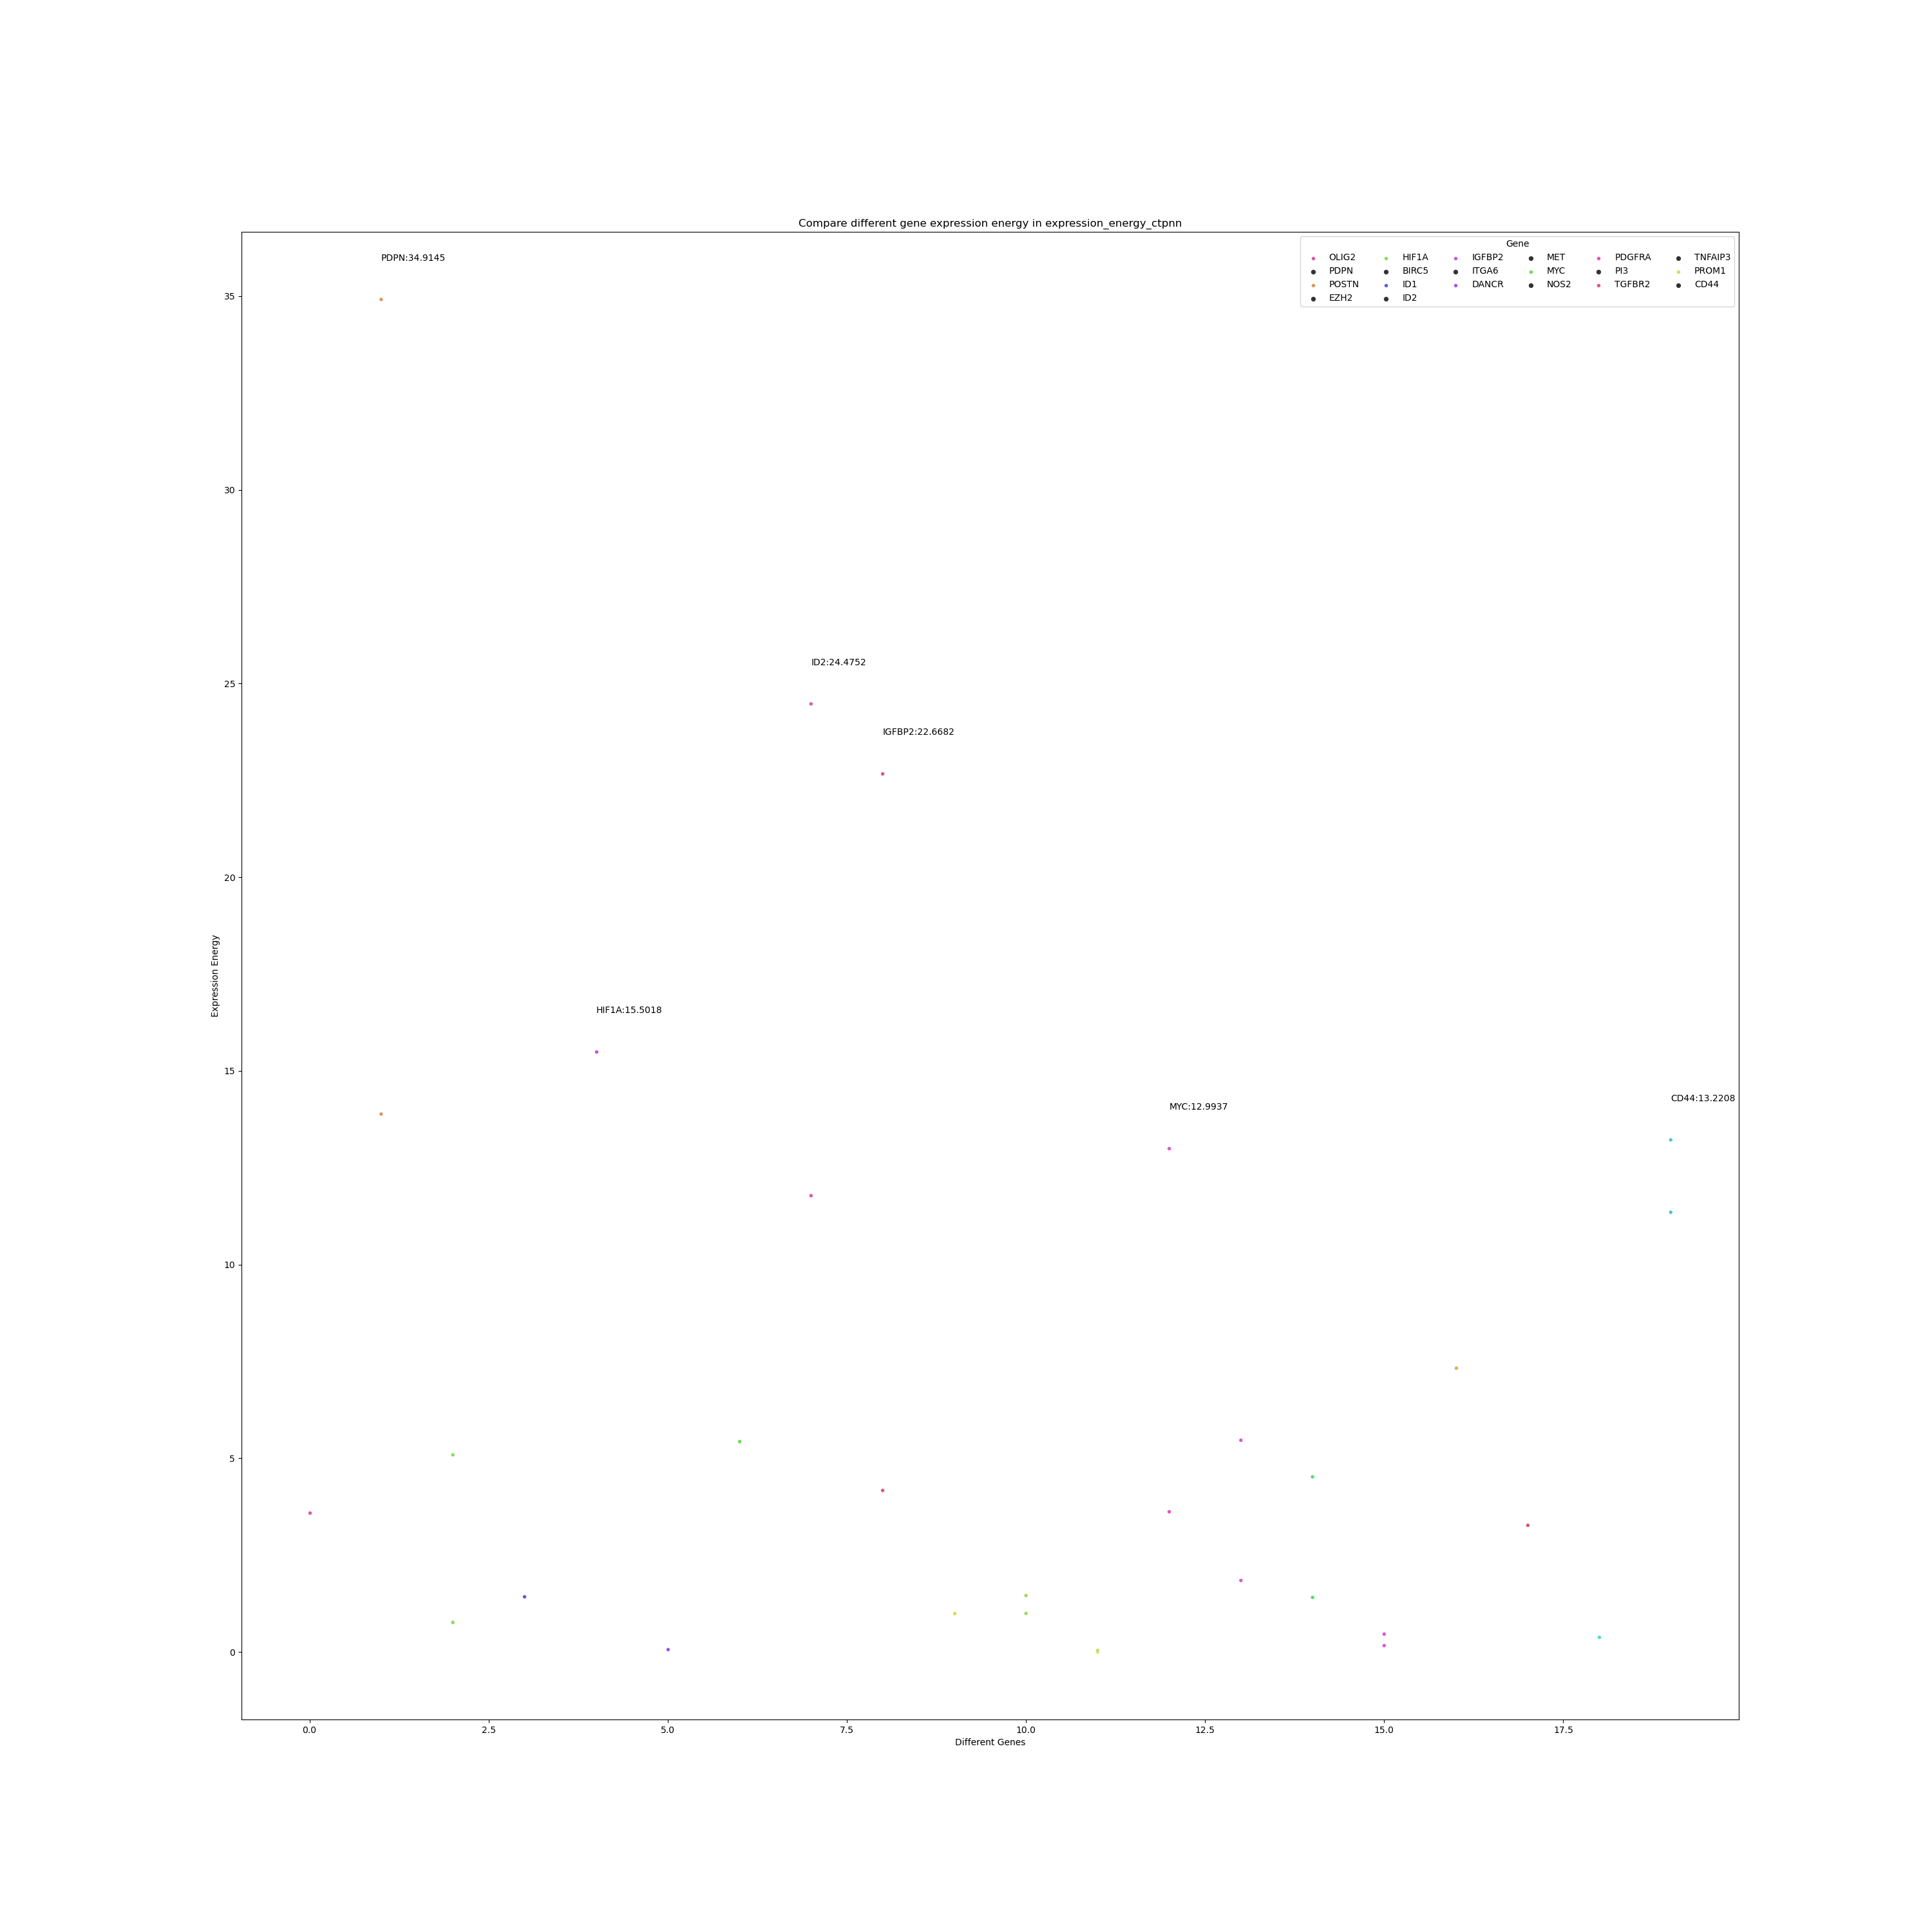 Compare different gene expression energy in expression_energy_ctpnn
Gene
OLIG2 HIF1A IGFBP2 MET PDGFRA TNFAIP3
PDPN BIRC5 ITGA6 MYC PI3 PROM1
POSTN ID1 DANCR NOS2 TGFBR2 CD44
EZH2 ID2
PDPN:34.9145
ID2:24.4752
IGFBP2:22.6682
HIF1A:15.5018
MYC:12.9937
CD44:13.2208
35
30
25
20
15
10
5
0
Expression Energy
0.0 2.5 5.0 7.5 10.0 12.5 15.0 17.5
Different Genes